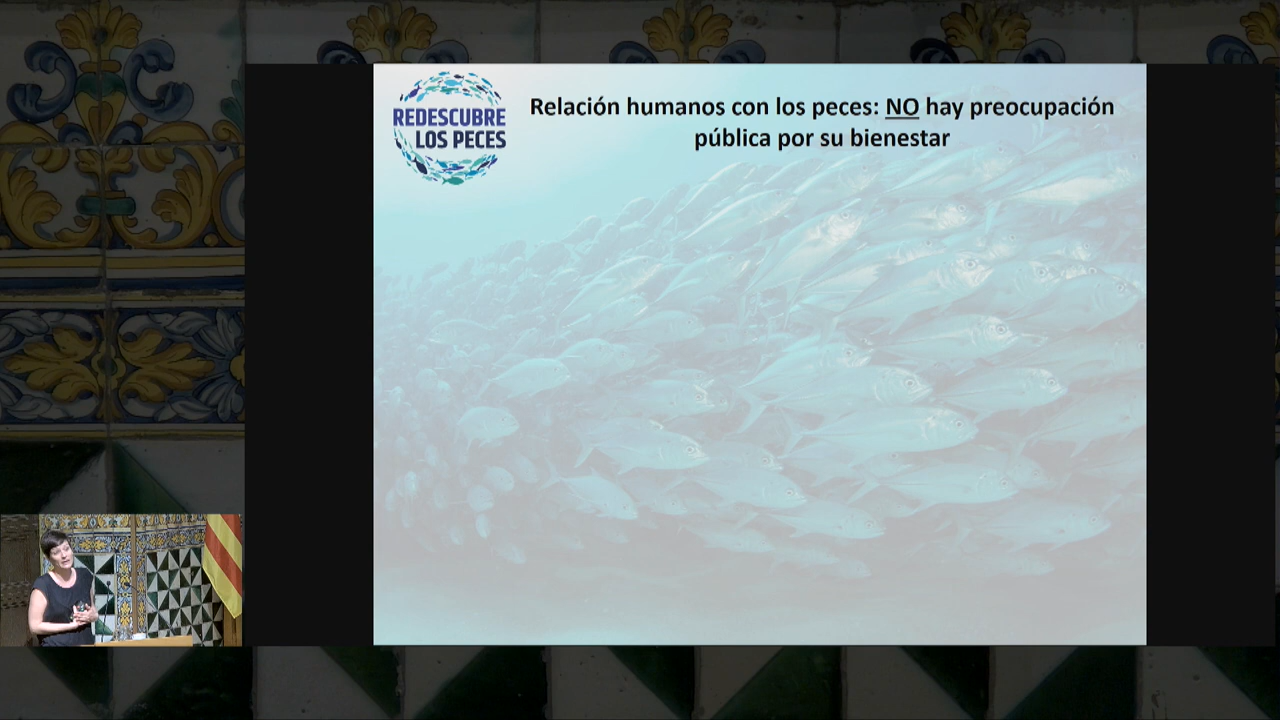 REDESCUBRE
LOS PECES
Relación humanos con los peces: NO hay preocupación
pública por su bienestar